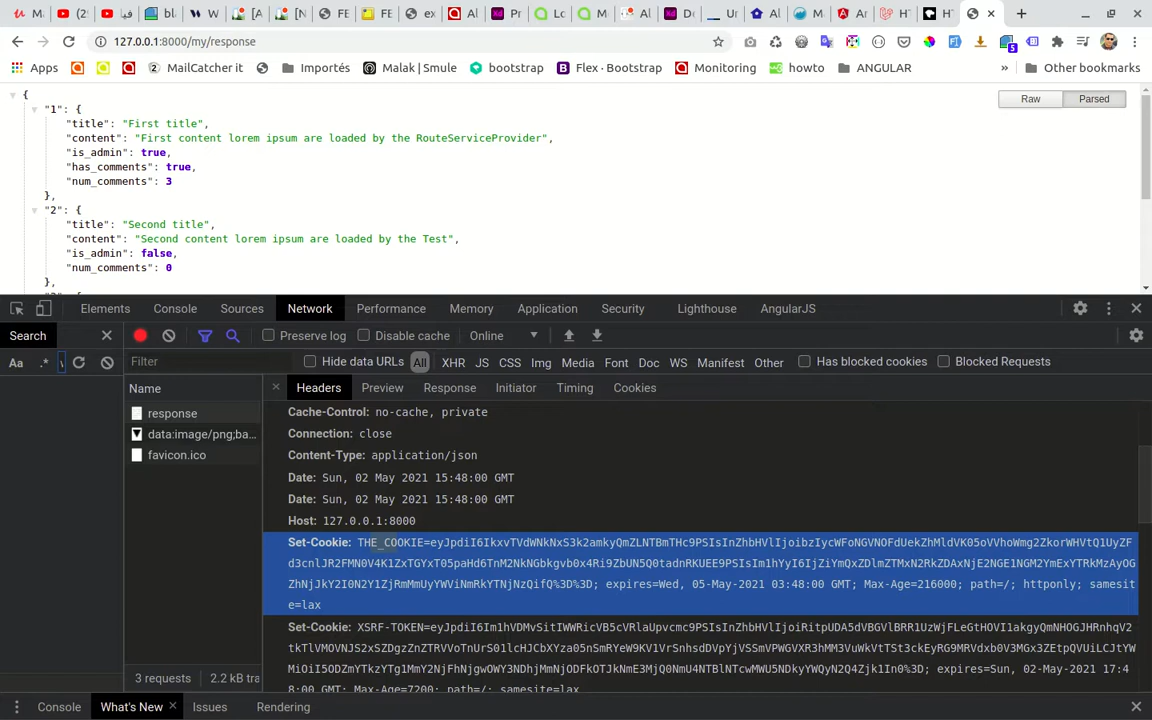 127.0.0.1:8000/my/response
Apps MailCatcher it Importés Malak | Smule bootstrap Flex · Bootstrap Monitoring howto ANGULAR » Other bookmarks
{
Raw Parsed
"1": {
"title": "First title",
"content": "First content lorem ipsum are loaded by the RouteServiceProvider",
"is_admin": true,
"has_comments": true,
"num_comments": 3
},
"2": {
"title": "Second title",
"content": "Second content lorem ipsum are loaded by the Test",
"is_admin": false,
"num_comments": 0
},
Elements Console Sources Network Performance Memory Application Security Lighthouse AngularJS
Search Preserve log Disable cache Online
Aa .* Filter Hide data URLs All XHR JS CSS Img Media Font Doc WS Manifest Other Has blocked cookies Blocked Requests
Name Headers Preview Response Initiator Timing Cookies
response
data:image/png;ba...
favicon.ico
Cache-Control: no-cache, private
Connection: close
Content-Type: application/json
Date: Sun, 02 May 2021 15:48:00 GMT
Date: Sun, 02 May 2021 15:48:00 GMT
Host: 127.0.0.1:8000
Set-Cookie: THE_COOKIE=
expires=Wed, 05-May-2021 03:48:00 GMT; Max-Age=216000; path=/; httponly; samesit
e=lax
Set-Cookie: XSRF-TOKEN=
expires=Sun, 02-May-2021 17:4
8:00 GMT; Max-Age=7200; path=/; samesite=lax
3 requests 2.2 kB tra
Console What's New Issues Rendering